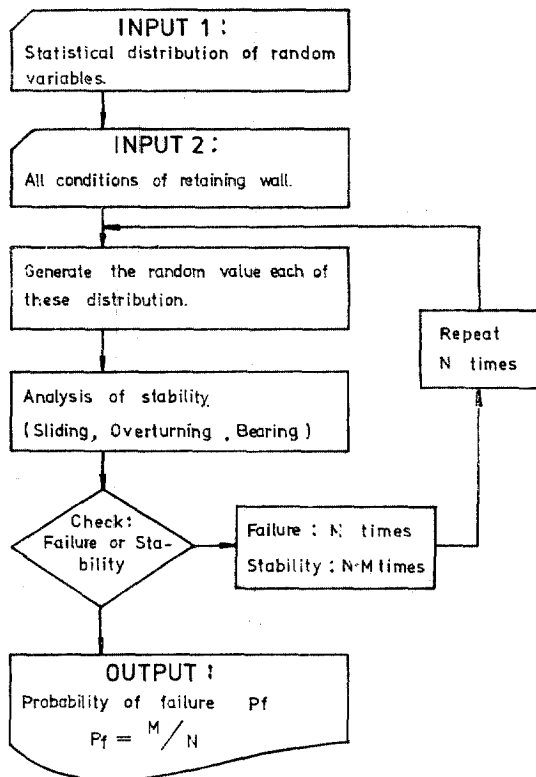 INPUT 1:
Statistical distribution of random
variables.
INPUT 2:
All conditions of retaining wall.
Generate the random value each of
these distribution.
Analysis of stability.
(Sliding, Overturning , Bearing)
Check:
Failure or Sta-
bility
Failure : N times
Stability : N-M times
Repeat
N times
OUTPUT :
Probability of failure Pf
Pf = M/N